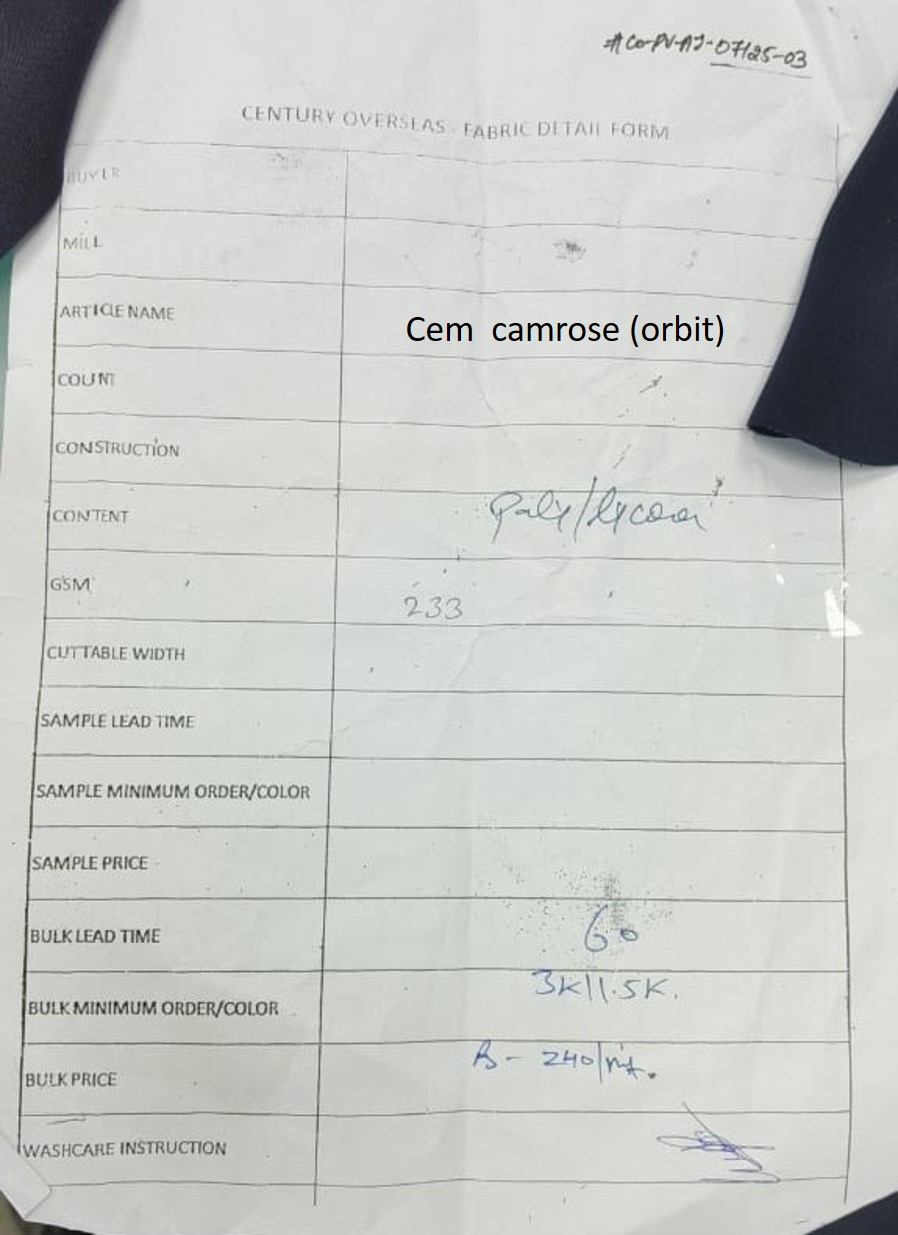 #CO-PV-AJ-07125-03
CENTURY OVERSEAS - FABRIC DETAIL FORM
BUYER
MILL
ARTICLE NAME Cem camrose (orbit)
COUNT
CONSTRUCTION
CONTENT Poly/lycora
GSM 233
CUTTABLE WIDTH
SAMPLE LEAD TIME
SAMPLE MINIMUM ORDER/COLOR
SAMPLE PRICE
BULK LEAD TIME 60
BULK MINIMUM ORDER/COLOR 3K|1.5K.
BULK PRICE B- 240/mt.
WASHCARE INSTRUCTION